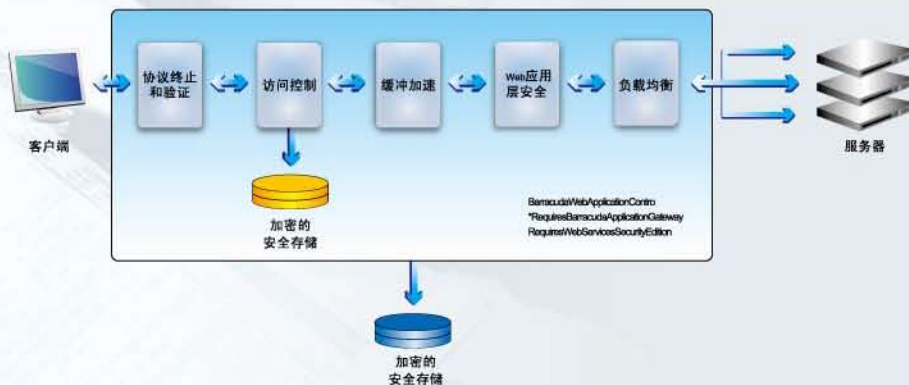 协议终止
和验证
访问控制
缓冲加速
Web应用
层安全
负载均衡
客户端
服务器
加密的
安全存储
BarracudaWebApplicationContro
*RequiresBarracudaApplicationGateway
RequiresWebServicesSecurityEdition
加密的
安全存储